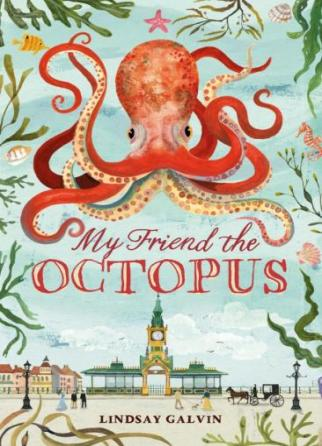 My Friend the
OCTOPUS
LINDSAY GALVIN